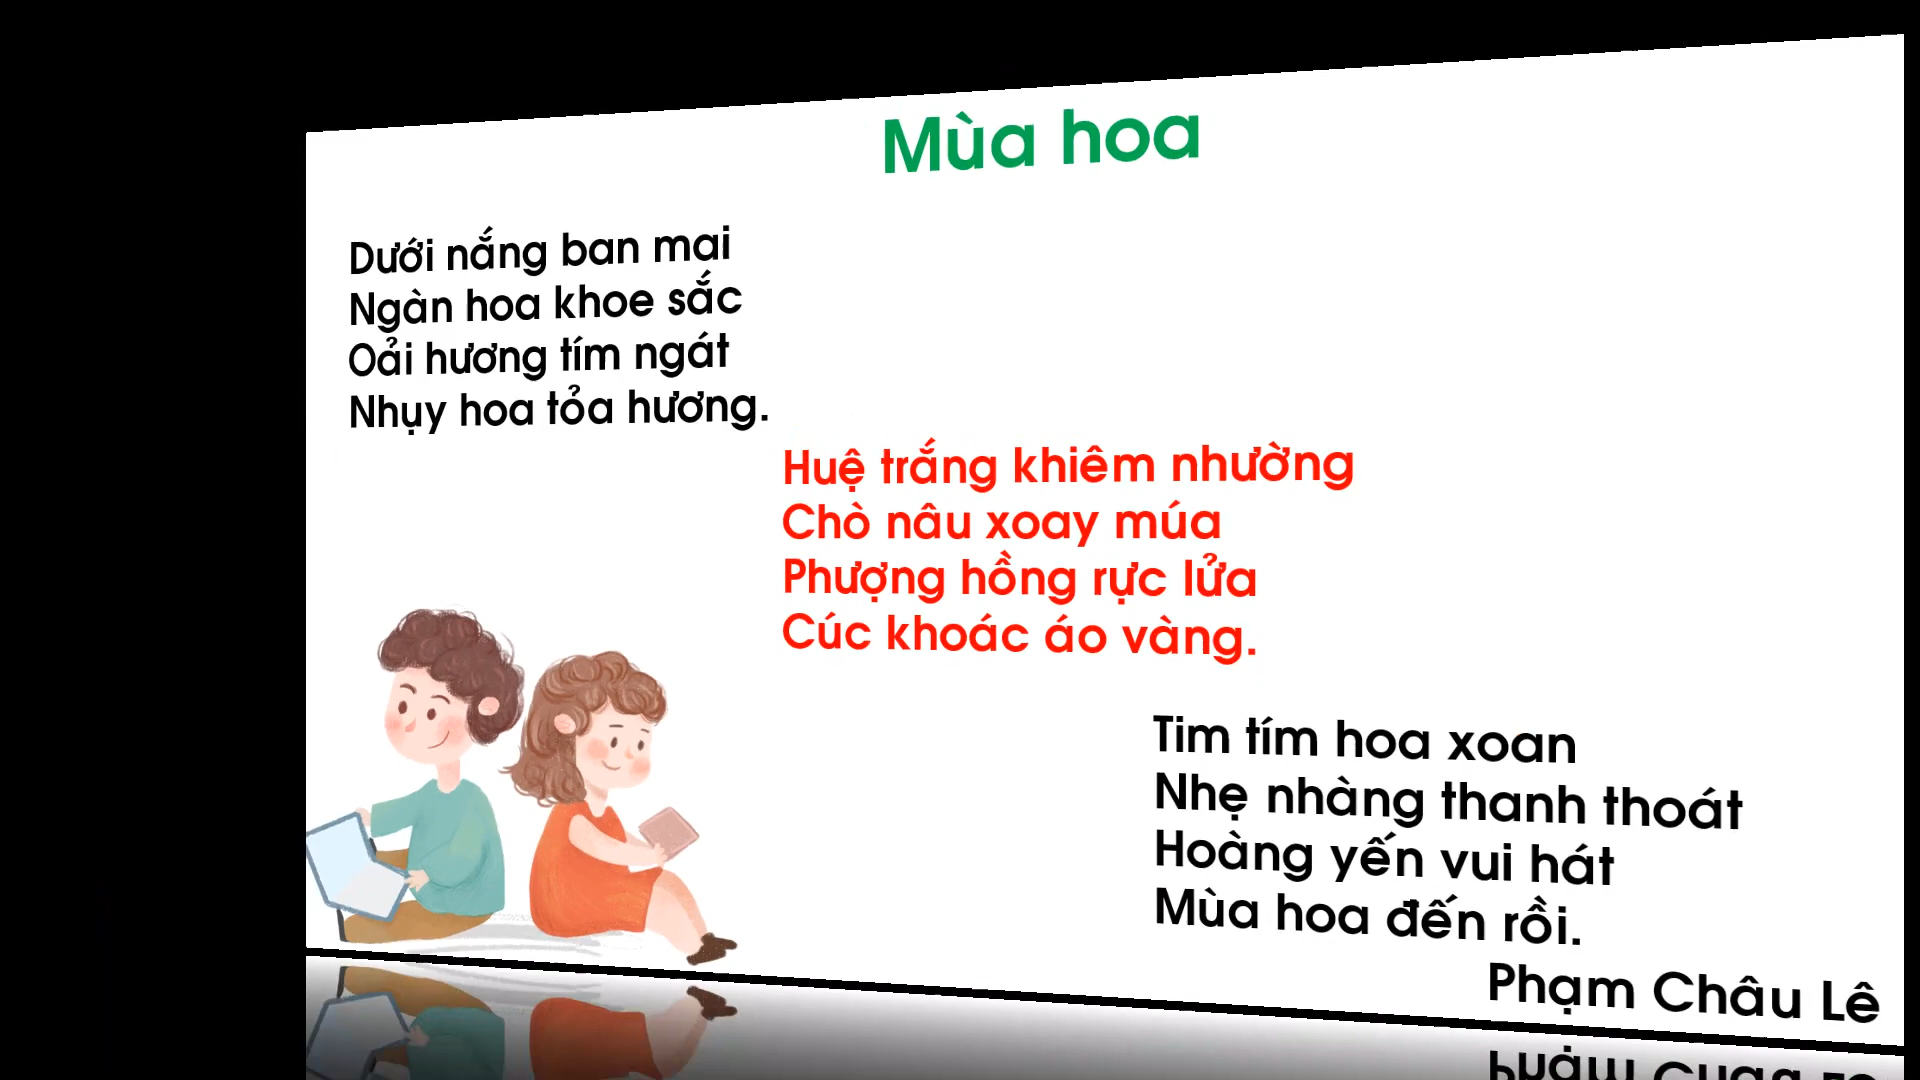 Mùa hoa
Dưới nắng ban mai
Ngàn hoa khoe sắc
Oải hương tím ngát
Nhụy hoa tỏa hương.
Huệ trắng khiêm nhường
Chò nâu xoay múa
Phượng hồng rực lửa
Cúc khoác áo vàng.
Tim tím hoa xoan
Nhẹ nhàng thanh thoát
Hoàng yến vui hát
Mùa hoa đến rồi.
Phạm Châu Lê